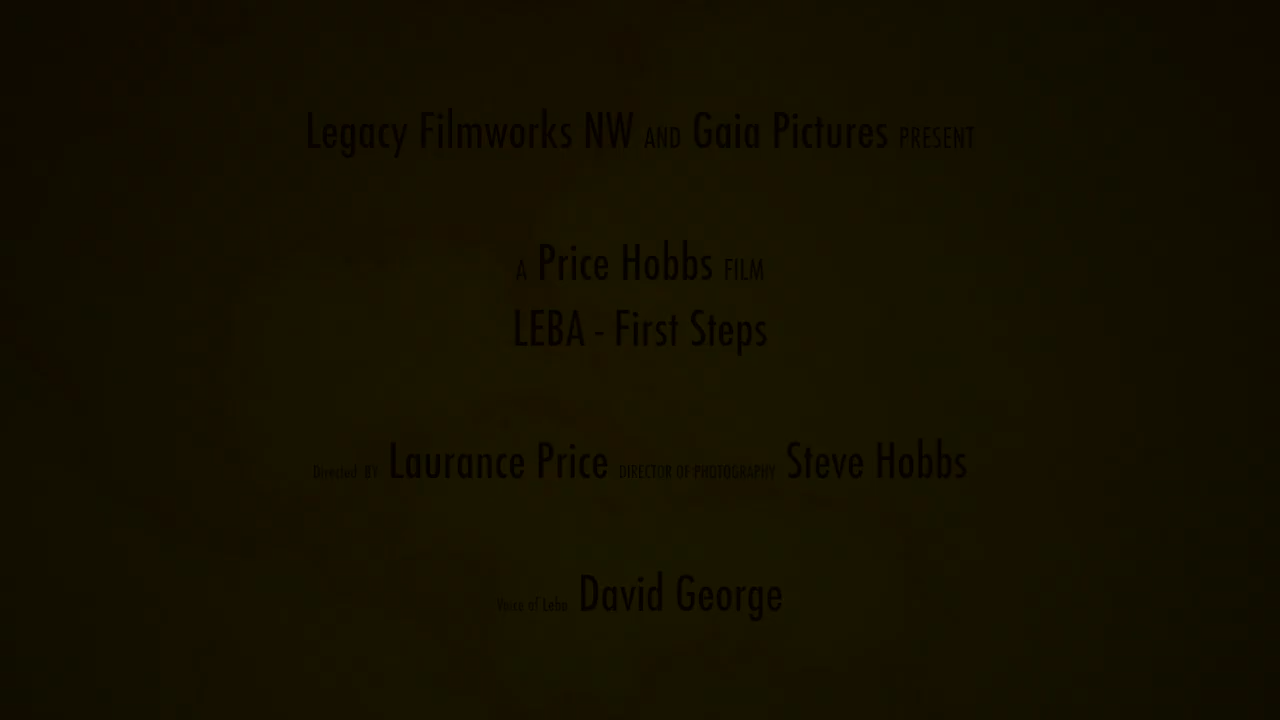 Legacy Filmworks NW AND Gaia Pictures PRESENT
A Price Hobbs FILM
LEBA - First Steps
Directed BY Laurance Price DIRECTOR OF PHOTOGRAPHY Steve Hobbs
Voice of Leba David George